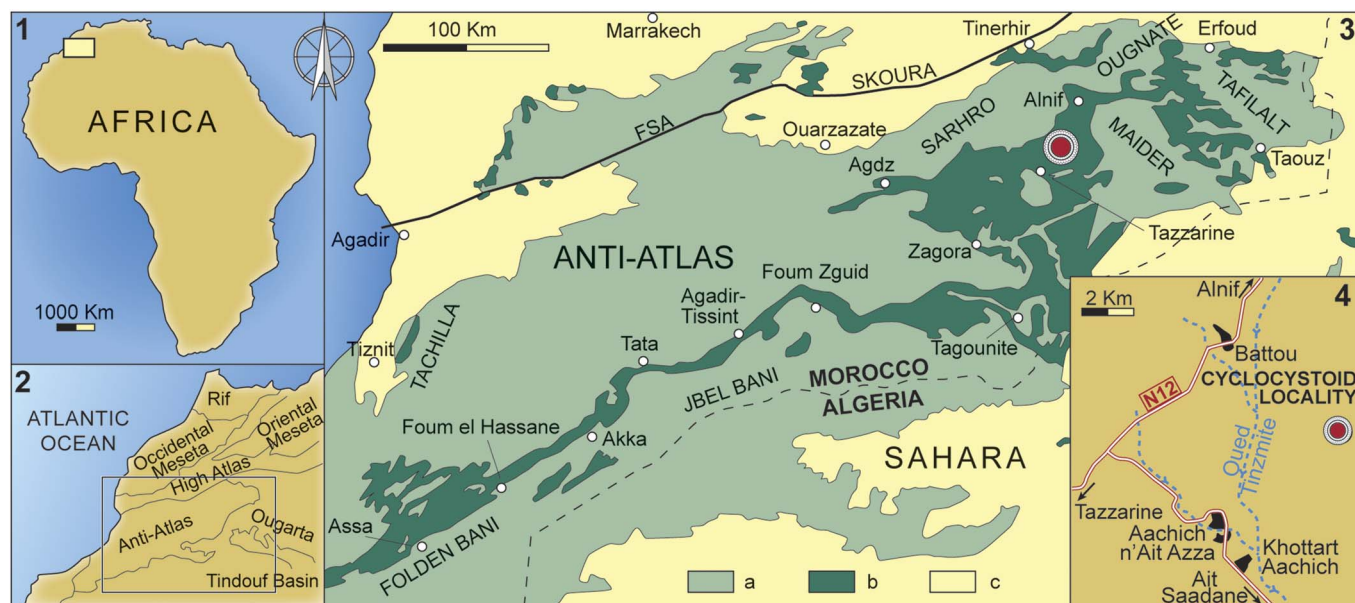 1
AFRICA
1000 Km
2
ATLANTIC
OCEAN
Rif
Occidental
Meseta
Oriental
Meseta
High Atlas
Anti-Atlas
Ougarta
Tindouf Basin
3
100 Km
Marrakech
Tinerhir
Erfoud
OUGNATE
SKOURA
TAFILALT
Alnif
FSA
Ouarzazate
SARHRO
MAIDER
Agdz
Taouz
Agadir
Tazzarine
Zagora
ANTI-ATLAS
Foum Zguid
Agadir-
Tissint
TACHILLA
Tiznit
Tata
Tagounite
JBEL BANI
MOROCCO
ALGERIA
Foum el Hassane
Akka
SAHARA
Assa
FOLDEN BANI
a
b
c
4
2 Km
Alnif
Battou
CYCLOCYSTOID
LOCALITY
N12
Oued
Tinzmite
Tazzarine
Aachich
n’Ait Azza
Khottart
Aachich
Ait
Saadane